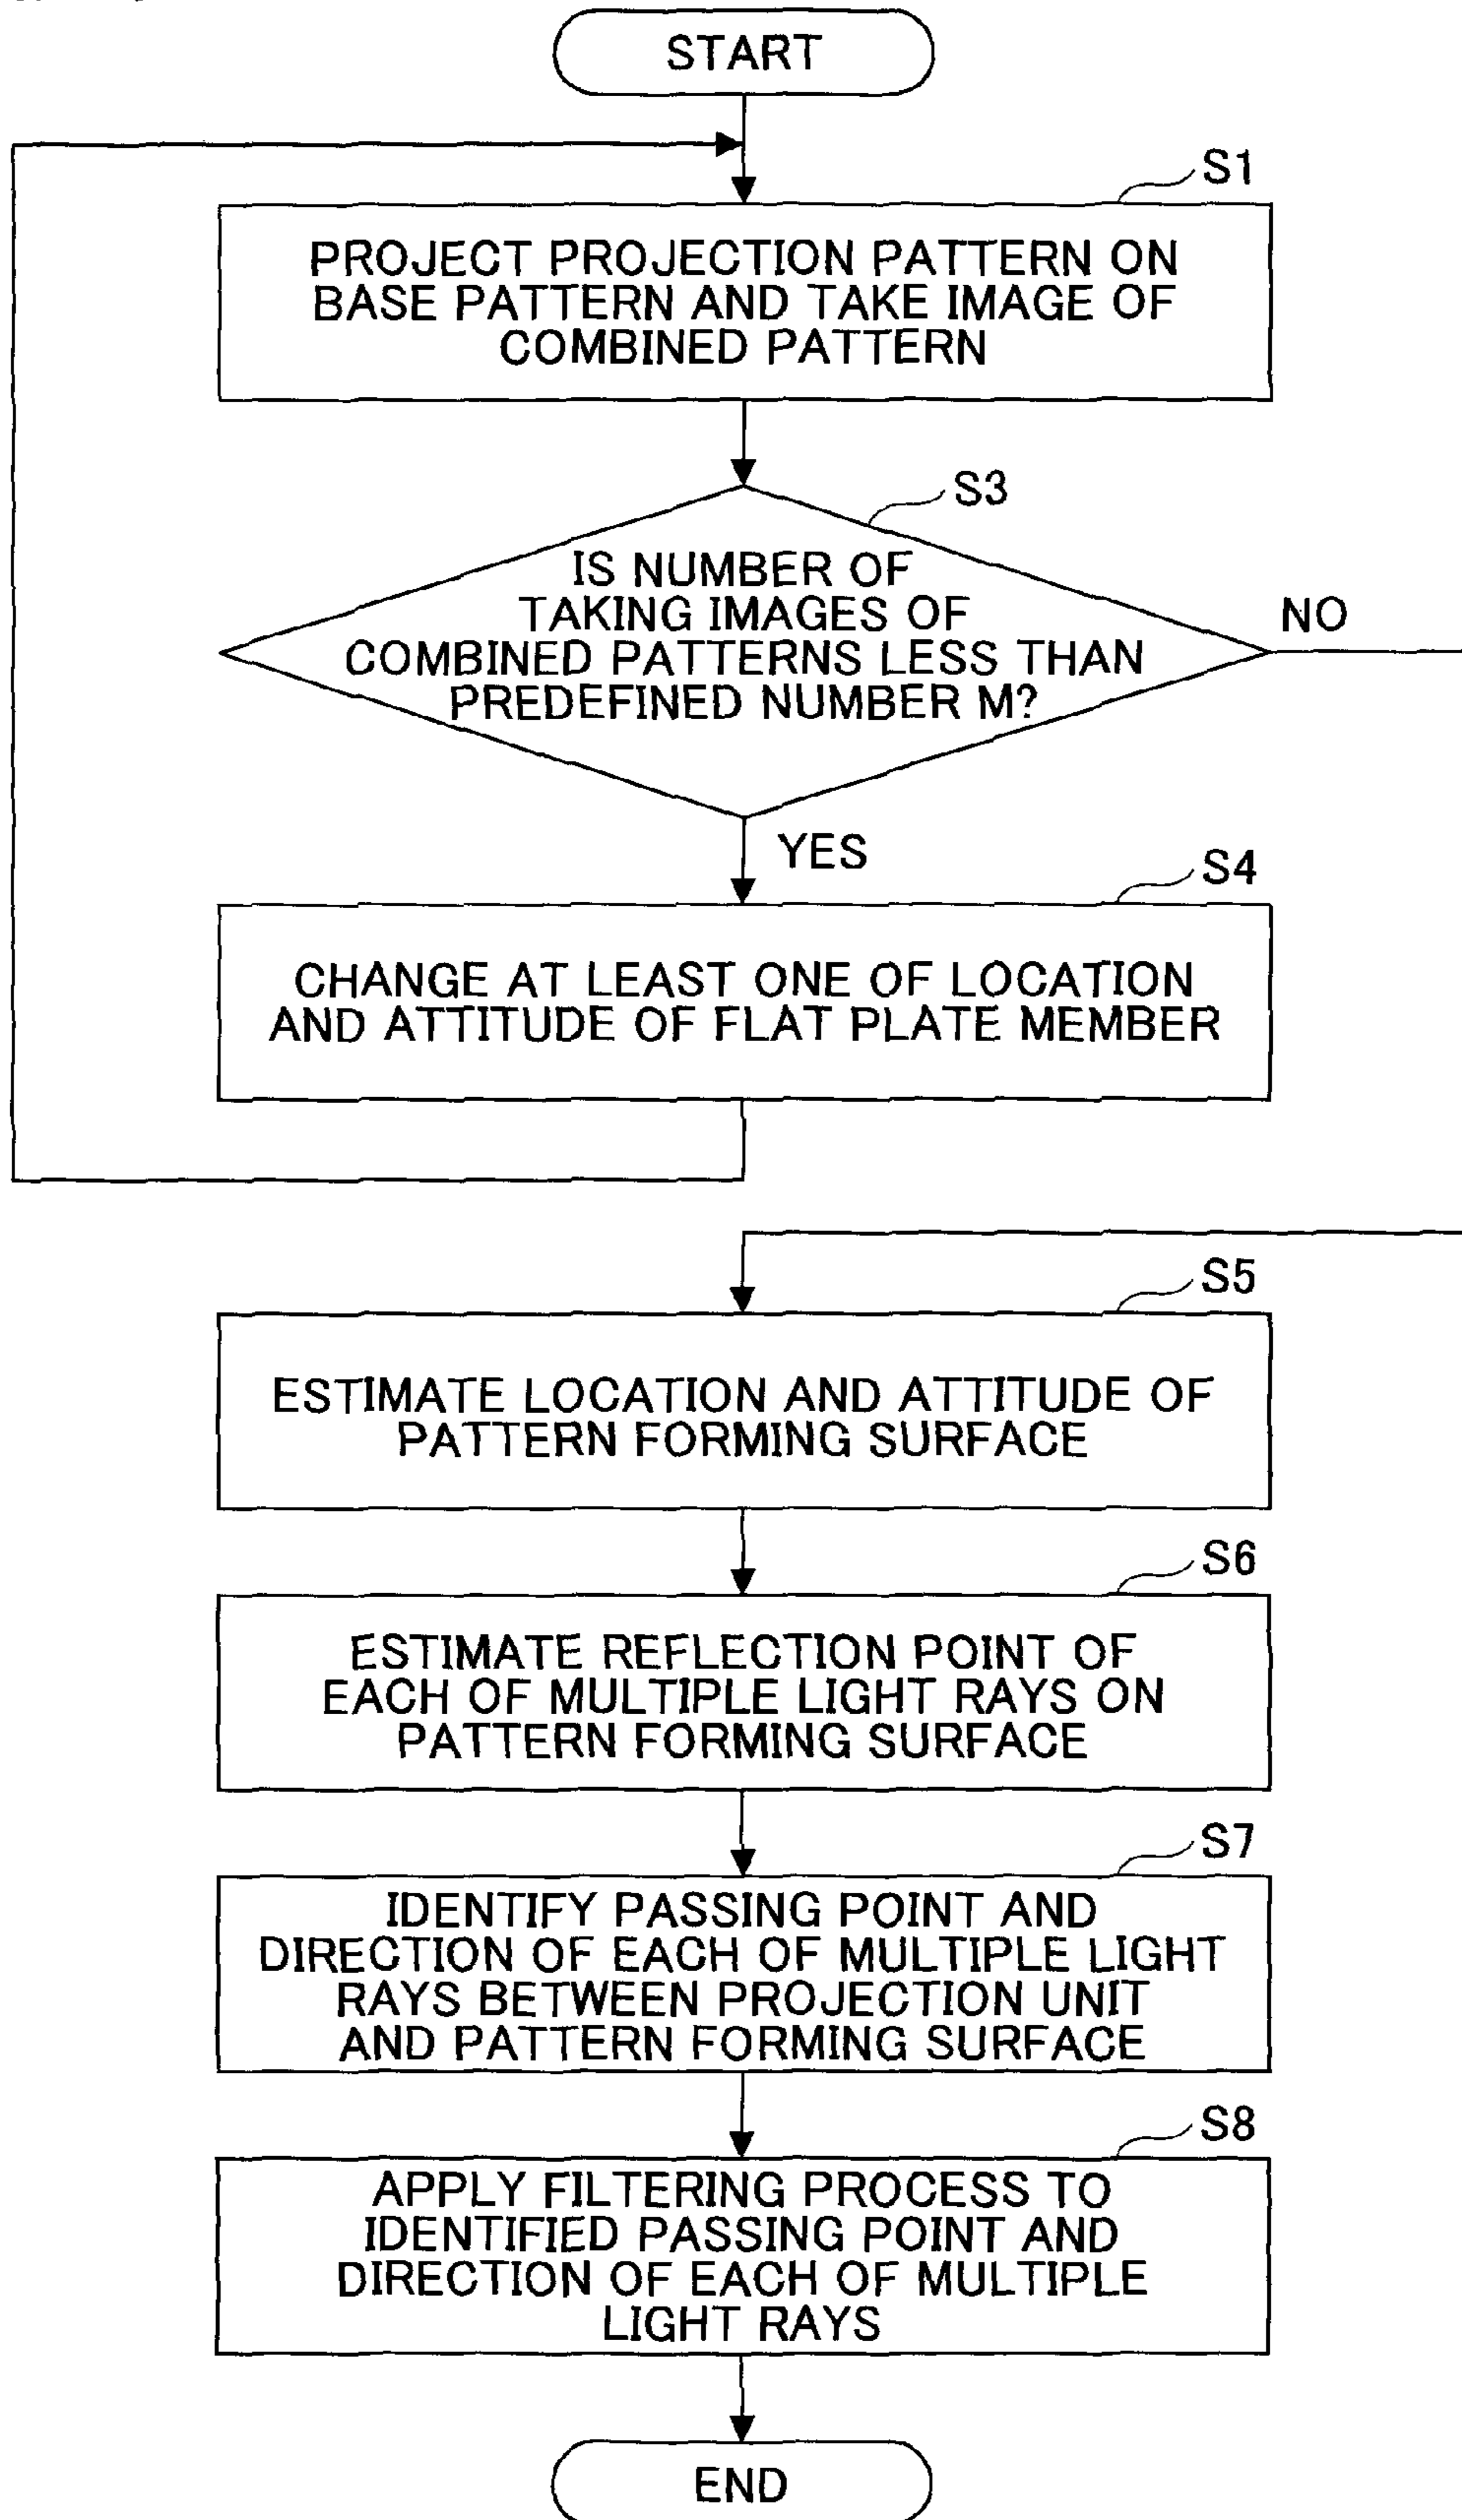 START
S1
PROJECT PROJECTION PATTERN ON
BASE PATTERN AND TAKE IMAGE OF
COMBINED PATTERN
S3
IS NUMBER OF
TAKING IMAGES OF
COMBINED PATTERNS LESS THAN
PREDEFINED NUMBER M?
NO
YES
S4
CHANGE AT LEAST ONE OF LOCATION
AND ATTITUDE OF FLAT PLATE MEMBER
S5
ESTIMATE LOCATION AND ATTITUDE OF
PATTERN FORMING SURFACE
S6
ESTIMATE REFLECTION POINT OF
EACH OF MULTIPLE LIGHT RAYS ON
PATTERN FORMING SURFACE
S7
IDENTIFY PASSING POINT AND
DIRECTION OF EACH OF MULTIPLE LIGHT
RAYS BETWEEN PROJECTION UNIT
AND PATTERN FORMING SURFACE
S8
APPLY FILTERING PROCESS TO
IDENTIFIED PASSING POINT AND
DIRECTION OF EACH OF MULTIPLE
LIGHT RAYS
END